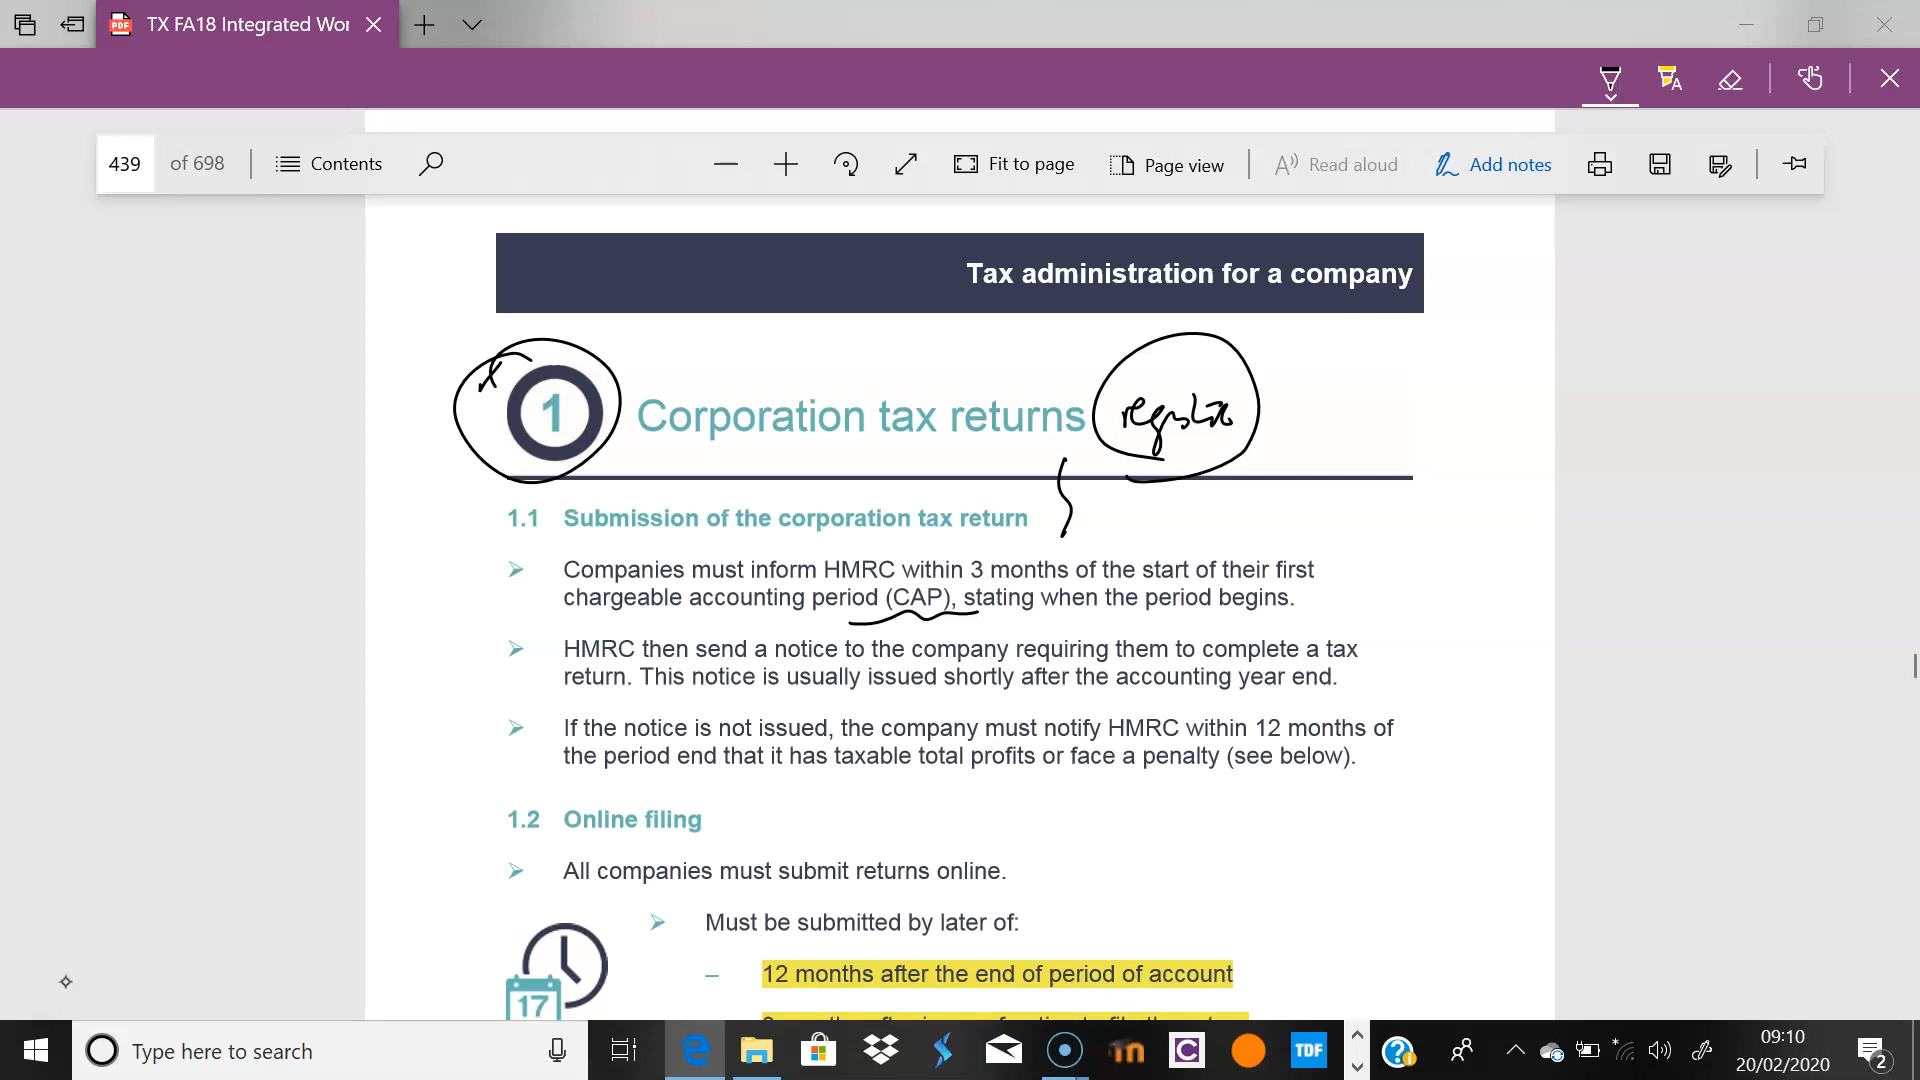 TX FA18 Integrated Wor
439 of 698 Contents Fit to page Page view Read aloud Add notes
Tax administration for a company
1 Corporation tax returns
1.1 Submission of the corporation tax return
Companies must inform HMRC within 3 months of the start of their first
chargeable accounting period (CAP), stating when the period begins.
HMRC then send a notice to the company requiring them to complete a tax
return. This notice is usually issued shortly after the accounting year end.
If the notice is not issued, the company must notify HMRC within 12 months of
the period end that it has taxable total profits or face a penalty (see below).
1.2 Online filing
All companies must submit returns online.
Must be submitted by later of:
– 12 months after the end of period of account
17
Type here to search
TDF
09:10
20/02/2020
2